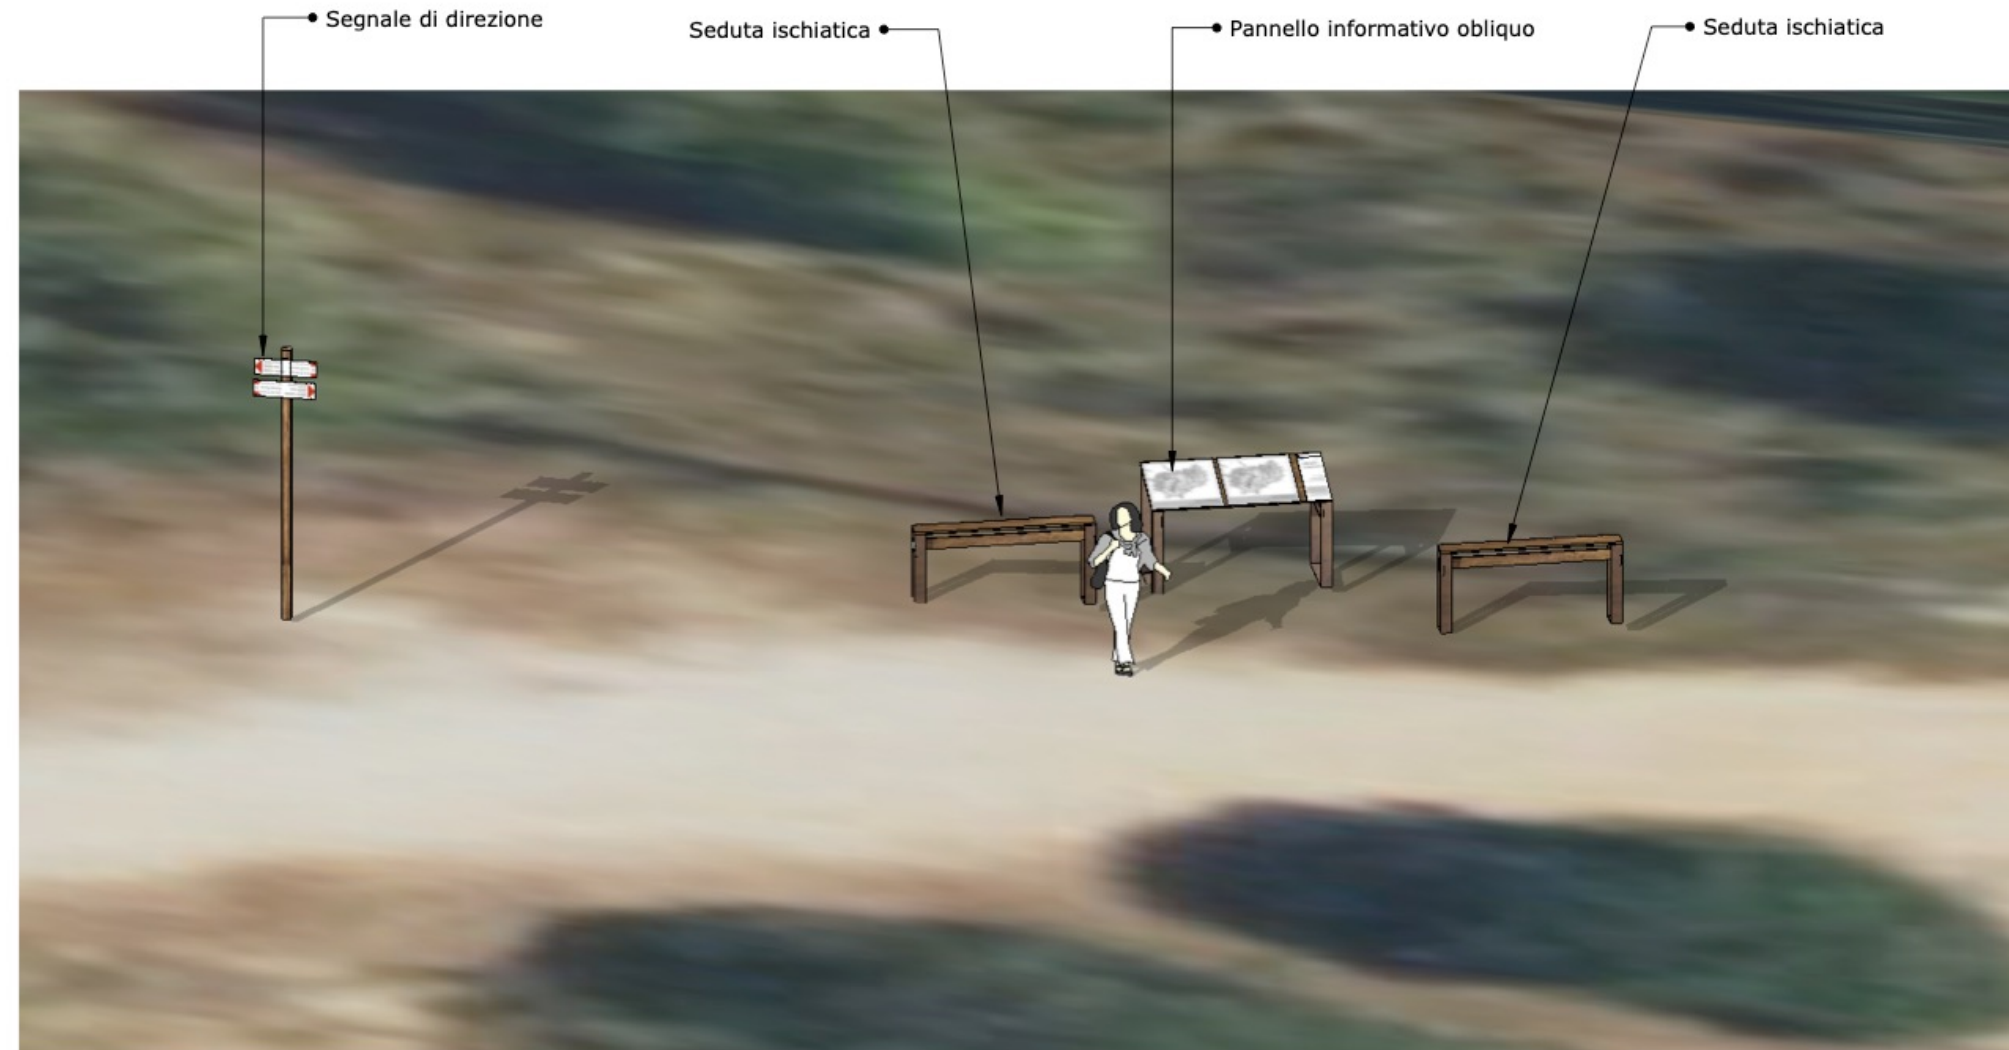 Segnale di direzione
Seduta ischiatica
Pannello informativo obliquo
Seduta ischiatica